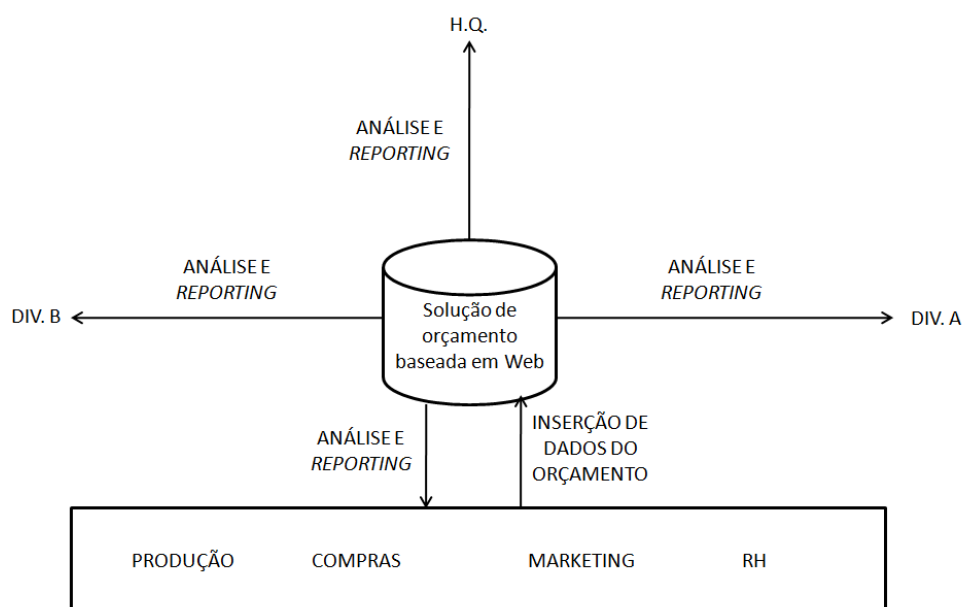 H.Q.
ANÁLISE E
REPORTING
ANÁLISE E
REPORTING
ANÁLISE E
REPORTING
DIV. B
Solução de
orçamento
baseada em Web
DIV. A
ANÁLISE E
REPORTING
INSERÇÃO DE
DADOS DO
ORÇAMENTO
PRODUÇÃO COMPRAS MARKETING RH